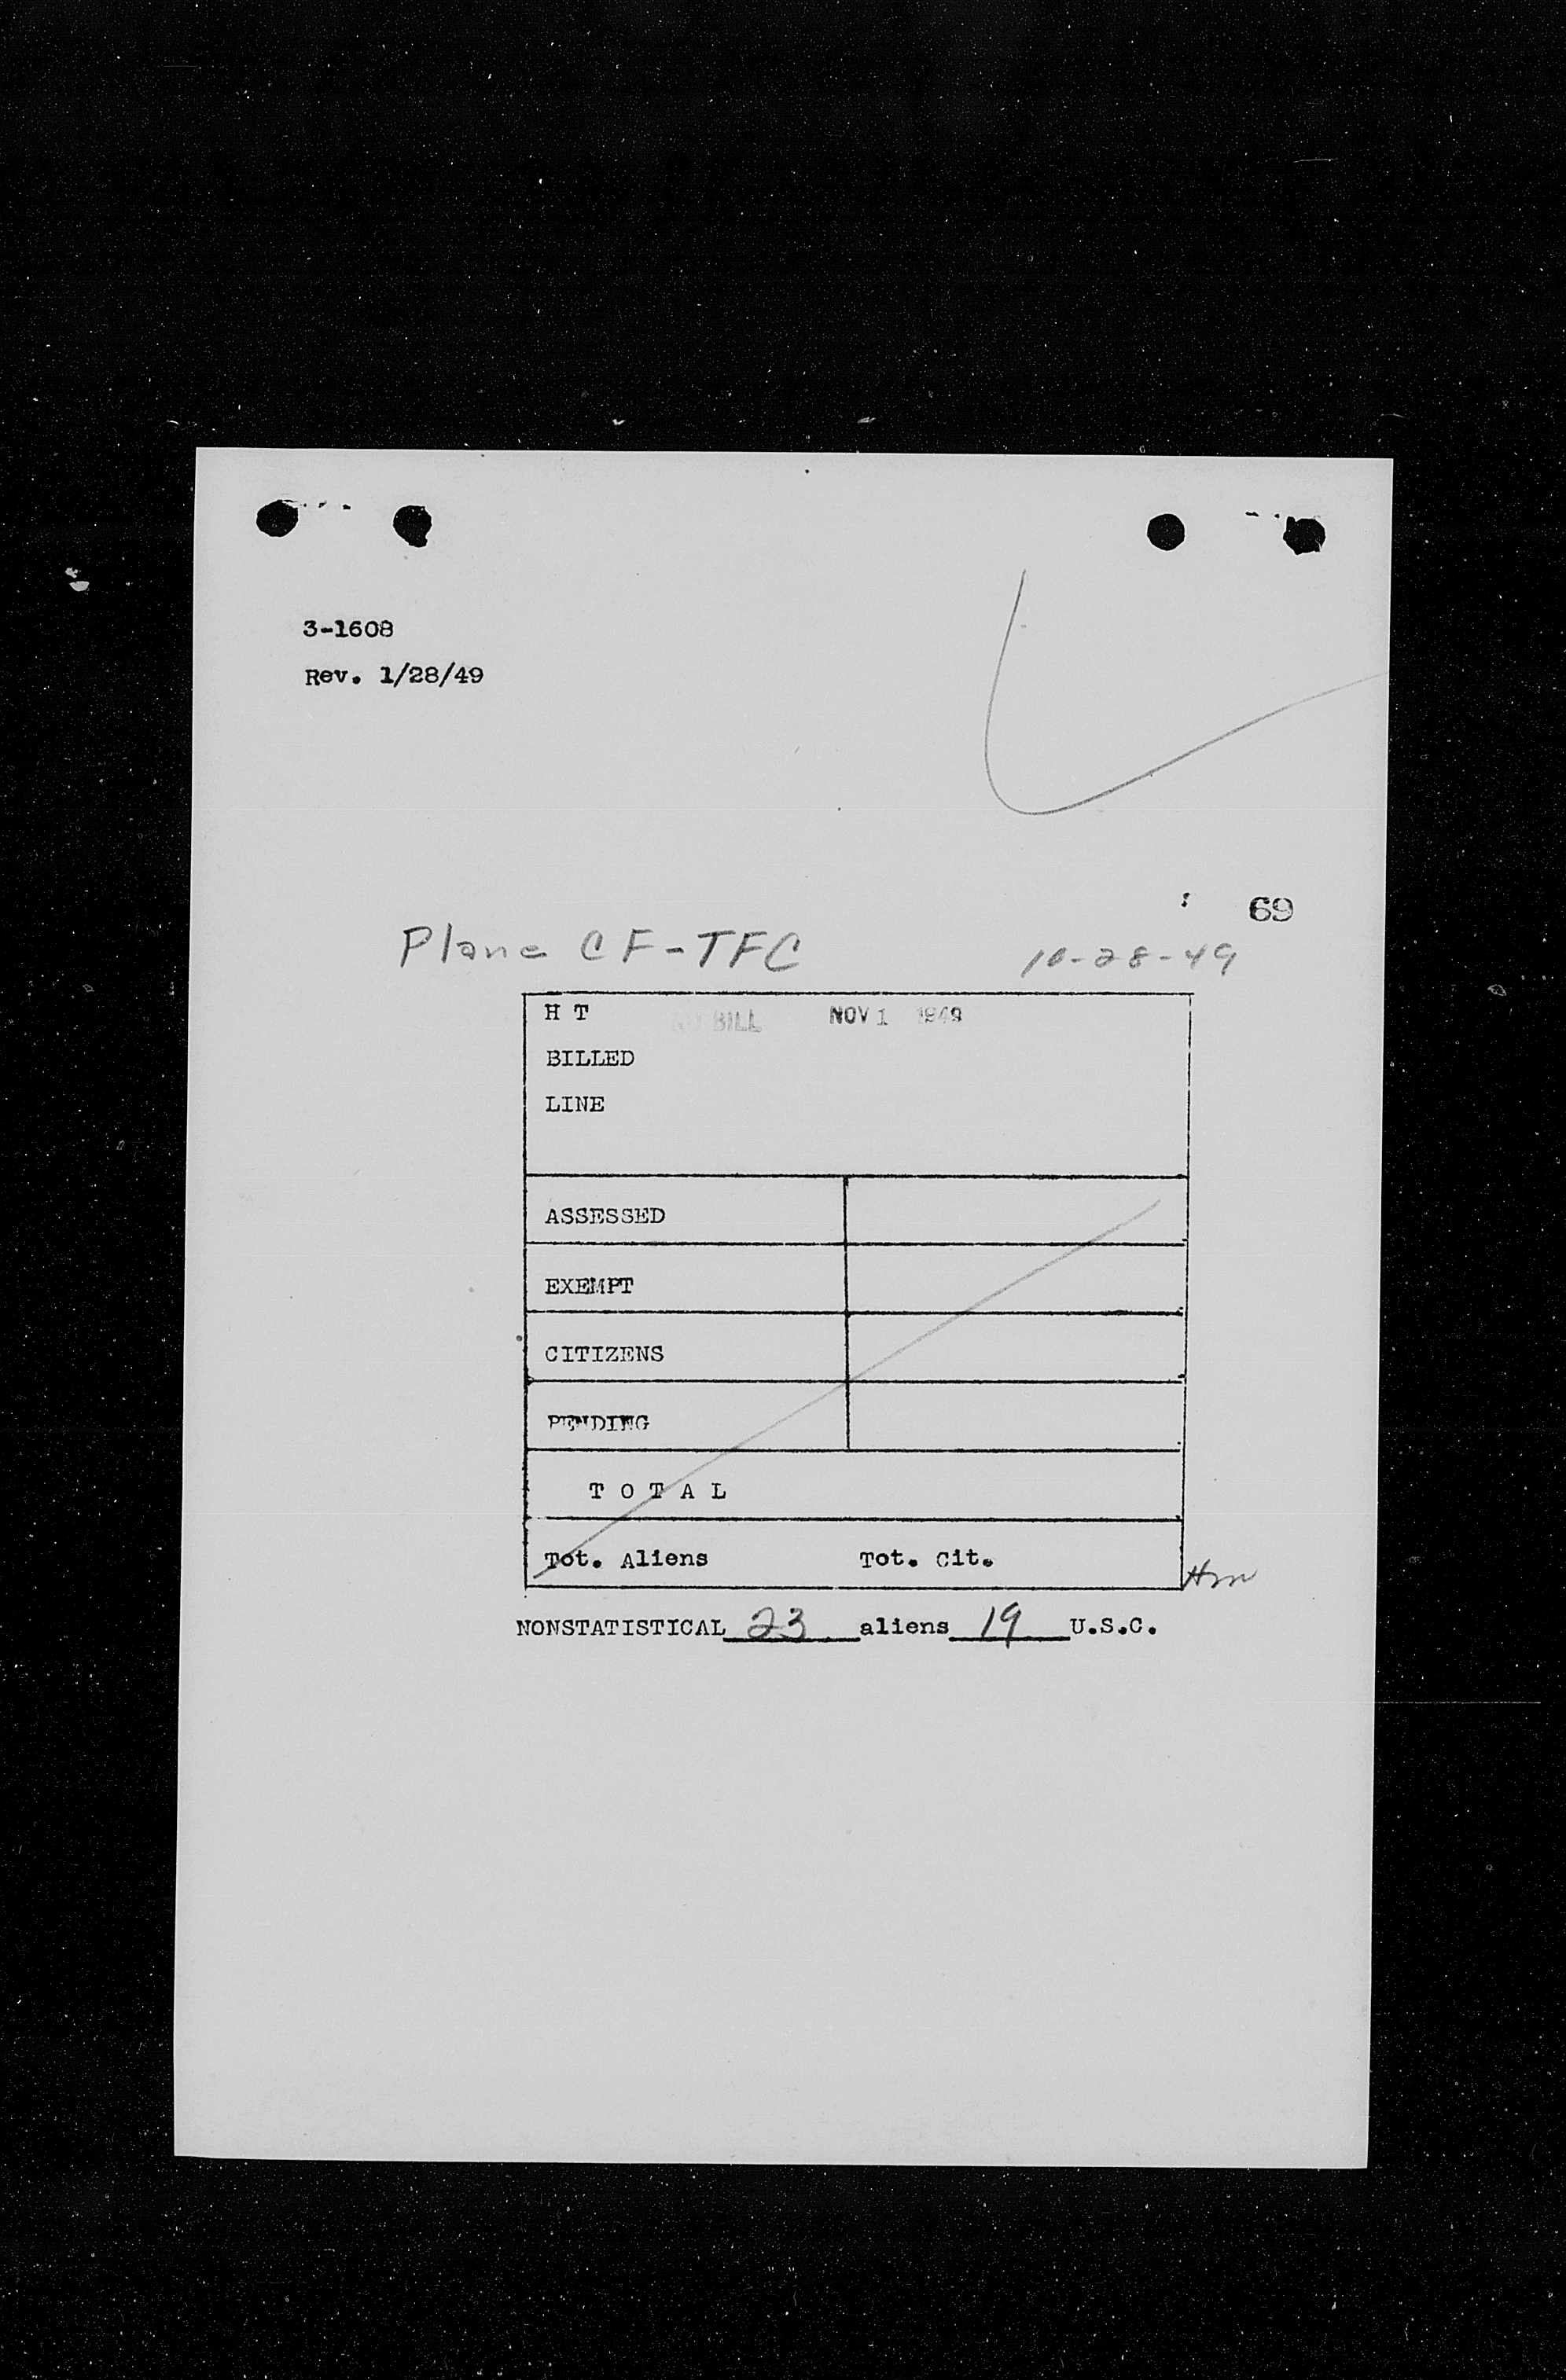 3-1608
Rev. 1/28/49
69
Plane CF-TFC 10-28-49
H T BILL NOV 1 1949
BILLED
LINE
ASSESSED
EXEMPT
CITIZENS
PENDING
T O T A L
Tot. Aliens Tot. Cit.
NONSTATISTICAL 23 aliens 19 U.S.C.